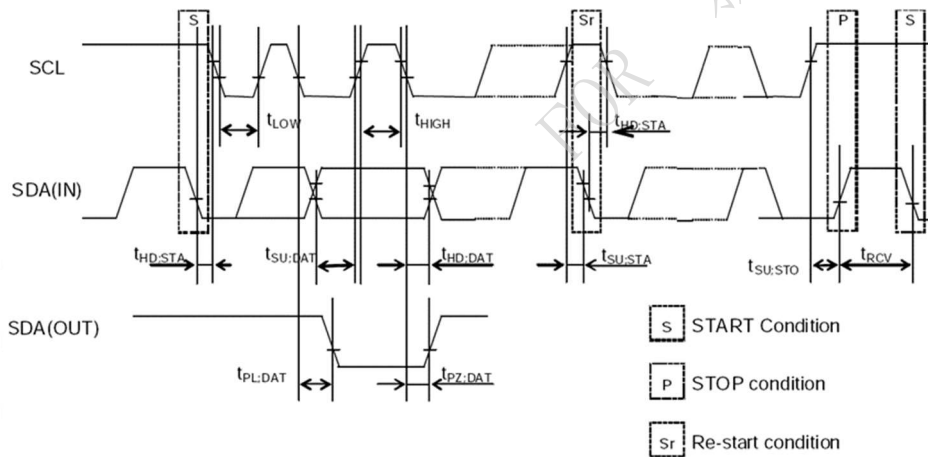 S Sr P S
SCL
tLOW tHIGH tHD;STA
SDA(IN)
tHD;STA tSU;DAT tHD;DAT tSU;STA tSU;STO tRCV
SDA(OUT)
tPL;DAT tPZ;DAT
S START Condition
P STOP condition
Sr Re-start condition
FOR